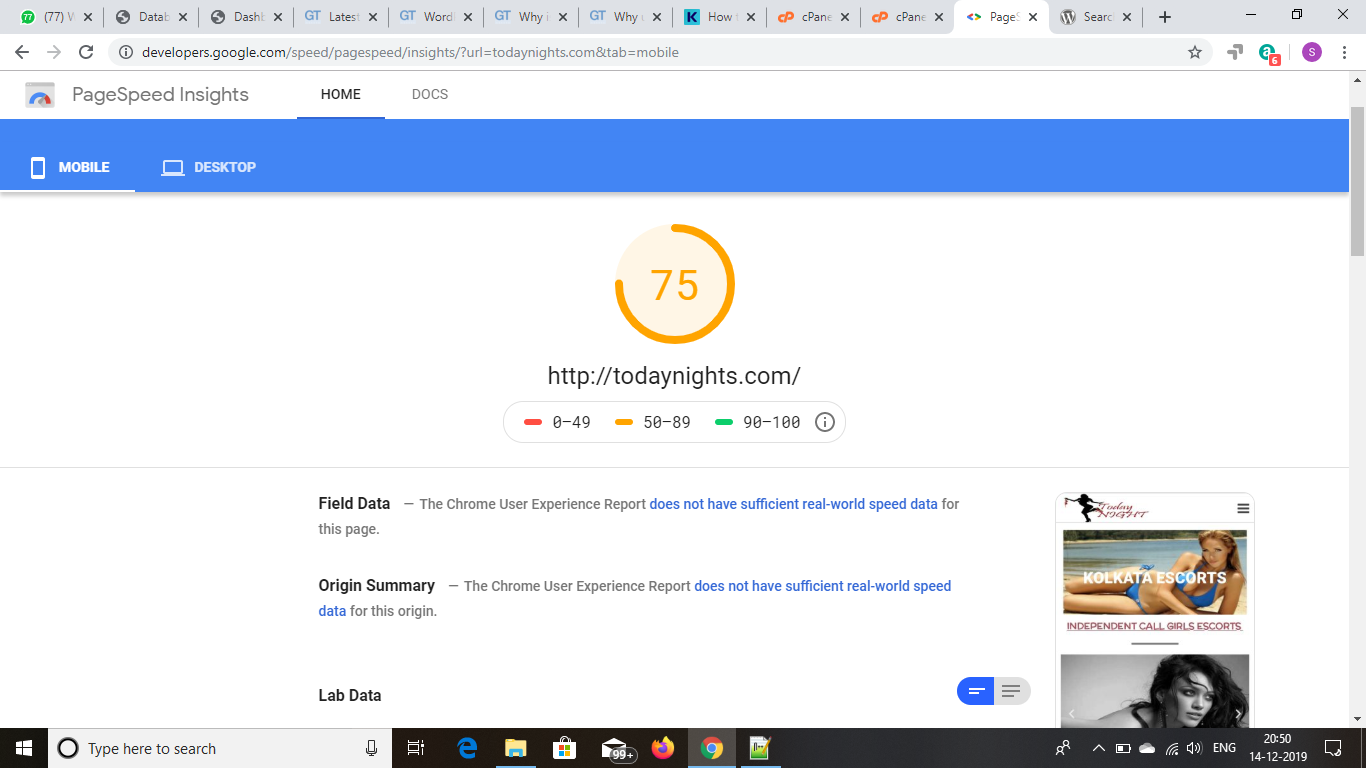 77 (77) W
Datab
Dashb
GT Latest
GT Wordl
GT Why i
GT Why u
K How t
cP cPane
cP cPane
PageS
Searc
developers.google.com/speed/pagespeed/insights/?url=todaynights.com&tab=mobile
a 6
S
PageSpeed Insights
HOME
DOCS
MOBILE
DESKTOP
75
http://todaynights.com/
0–49
50–89
90–100
Field Data — The Chrome User Experience Report does not have sufficient real-world speed data for
this page.
Origin Summary — The Chrome User Experience Report does not have sufficient real-world speed
data for this origin.
Lab Data
Today
NIGHT
KOLKATA ESCORTS
INDEPENDENT CALL GIRLS ESCORTS
Type here to search
99+
ENG
20:50
14-12-2019